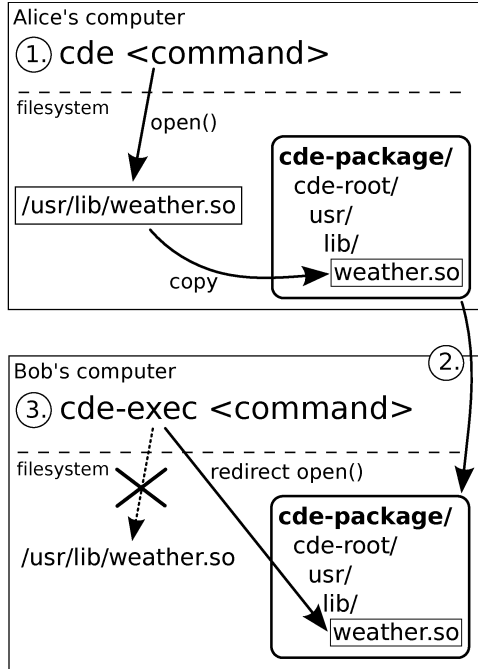 Alice's computer
1. cde <command>
filesystem
open()
cde-package/
cde-root/
usr/
/usr/lib/weather.so
lib/
weather.so
copy
2.
Bob's computer
3. cde-exec <command>
filesystem
redirect open()
cde-package/
cde-root/
/usr/lib/weather.so
usr/
lib/
weather.so